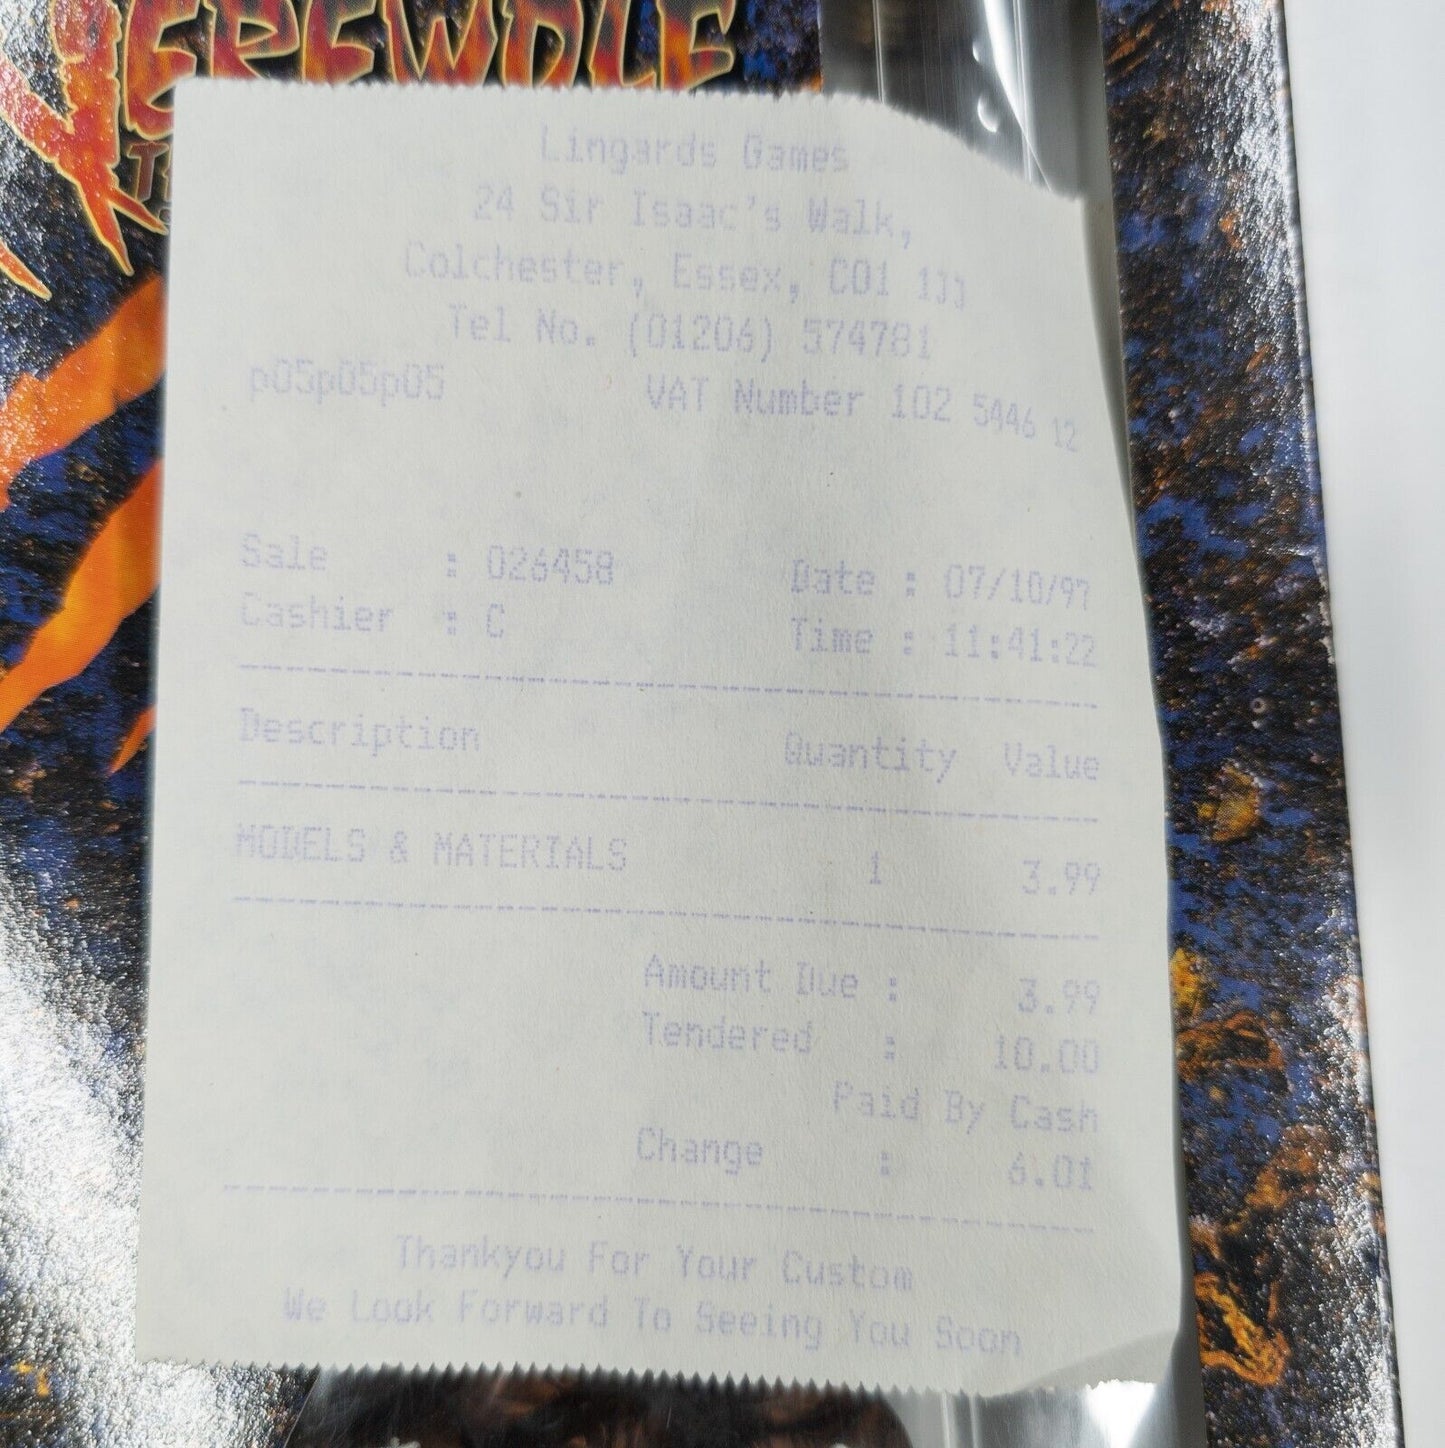 WEREWOLF
Lingards Games
24 Sir Isaac's Walk,
Colchester, Essex, CO1 1JJ
Tel No. (01206) 574781
p05p05p05 VAT Number 102 5446 12
Sale : 026458 Date : 07/10/97
Cashier : C Time : 11:41:22
Description Quantity Value
MODELS & MATERIALS 1 3.99
Amount Due : 3.99
Tendered : 10.00
Paid By Cash
Change : 6.01
Thankyou For Your Custom
We Look Forward To Seeing You Soon